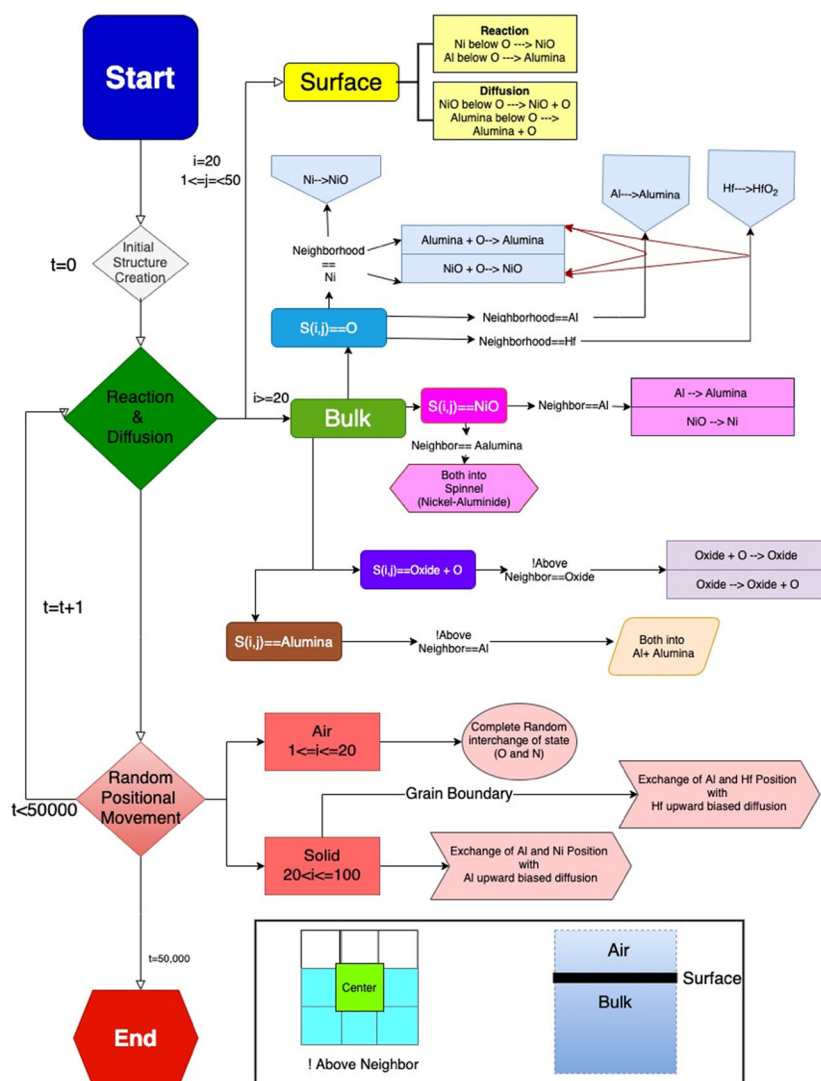 Start
Surface
Reaction
Ni below O ---> NiO
Al below O ---> Alumina
Diffusion
NiO below O ---> NiO + O
Alumina below O --->
Alumina + O
i=20
1<=j=<50
Ni-->NiO
Al--->Alumina
Hf--->HfO2
t=0
Initial
Structure
Creation
Neighborhood
==
Ni
Alumina + O--> Alumina
NiO + O--> NiO
S(i,j)==O
Neighborhood==Al
Neighborhood==Hf
Reaction
&
Diffusion
i>=20
Bulk
S(i,j)==NiO
Neighbor==Al
Al --> Alumina
NiO --> Ni
Neighbor== Aalumina
Both into
Spinnel
(Nickel-Aluminide)
S(i,j)==Oxide + O
!Above
Neighbor==Oxide
Oxide + O --> Oxide
Oxide --> Oxide + O
t=t+1
S(i,j)==Alumina
!Above
Neighbor==Al
Both into
Al+ Alumina
Random
Positional
Movement
t<50000
Air
1<=i<=20
Complete Random
interchange of state
(O and N)
Grain Boundary
Exchange of Al and Hf Position
with
Hf upward biased diffusion
Solid
20<i<=100
Exchange of Al and Ni Position
with
Al upward biased diffusion
t=50,000
End
Center
! Above Neighbor
Air
Surface
Bulk